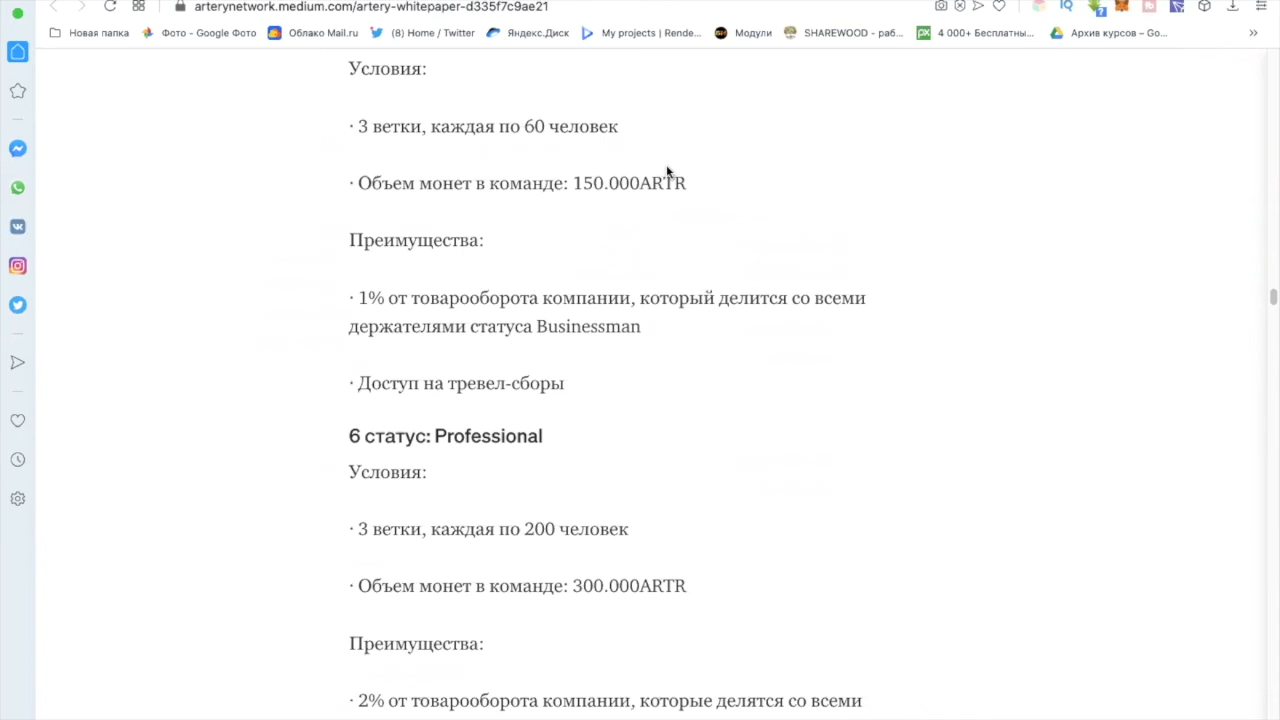 arterynetwork.medium.com/artery-whitepaper-d335f7c9ae21
Новая папка Фото - Google Фото Облако Mail.ru (8) Home / Twitter Яндекс.Диск My projects | Rende... Модули SHAREWOOD - раб... 4 000+ Бесплатны... Архив курсов – Go...
Условия:
· 3 ветки, каждая по 60 человек
· Объем монет в команде: 150.000ARTR
Преимущества:
· 1% от товарооборота компании, который делится со всеми
держателями статуса Businessman
· Доступ на тревел-сборы
6 статус: Professional
Условия:
· 3 ветки, каждая по 200 человек
· Объем монет в команде: 300.000ARTR
Преимущества:
· 2% от товарооборота компании, которые делятся со всеми